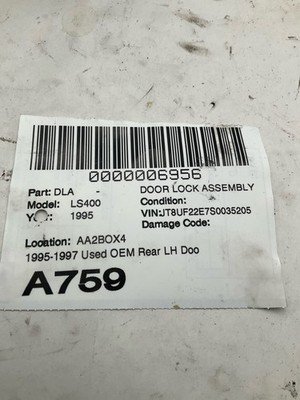 0000006956
Part: DLA - DOOR LOCK ASSEMBLY
Model: LS400 Condition:
1995 VIN:JT8UF22E7S0035205
Damage Code:
Location: AA2BOX4
1995-1997 Used OEM Rear LH Doo
A759